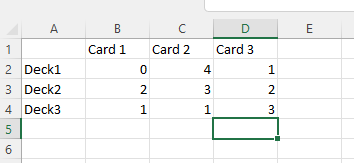 A B C D E
1 Card 1 Card 2 Card 3
2 Deck1 0 4 1
3 Deck2 2 3 2
4 Deck3 1 1 3
5
6